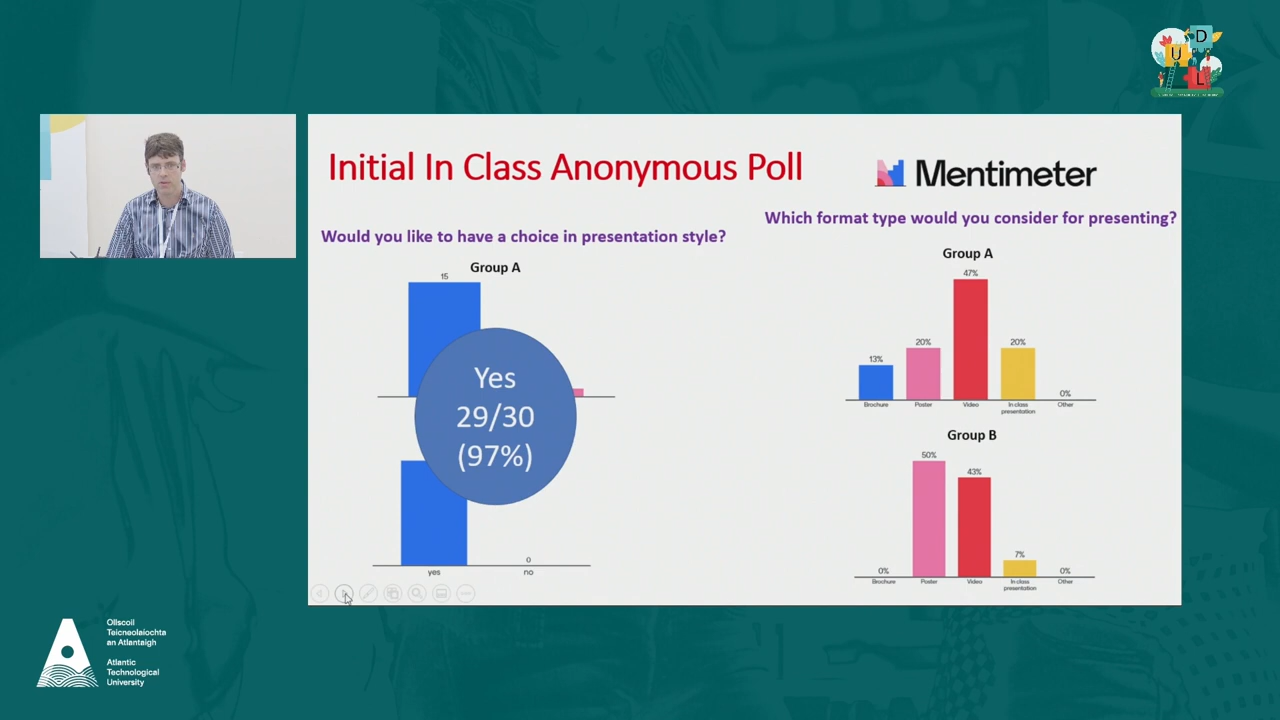 U
D
L
Initial In Class Anonymous Poll
Mentimeter
Would you like to have a choice in presentation style?
Which format type would you consider for presenting?
Group A
15
Yes
29/30
(97%)
0
yes
no
Group A
13%
20%
47%
20%
0%
Brochure
Poster
Video
In class
presentation
Other
Group B
0%
50%
43%
7%
0%
Brochure
Poster
Video
In class
presentation
Other
Ollscoil
Teicneolaíochta
an Atlantaigh
Atlantic
Technological
University